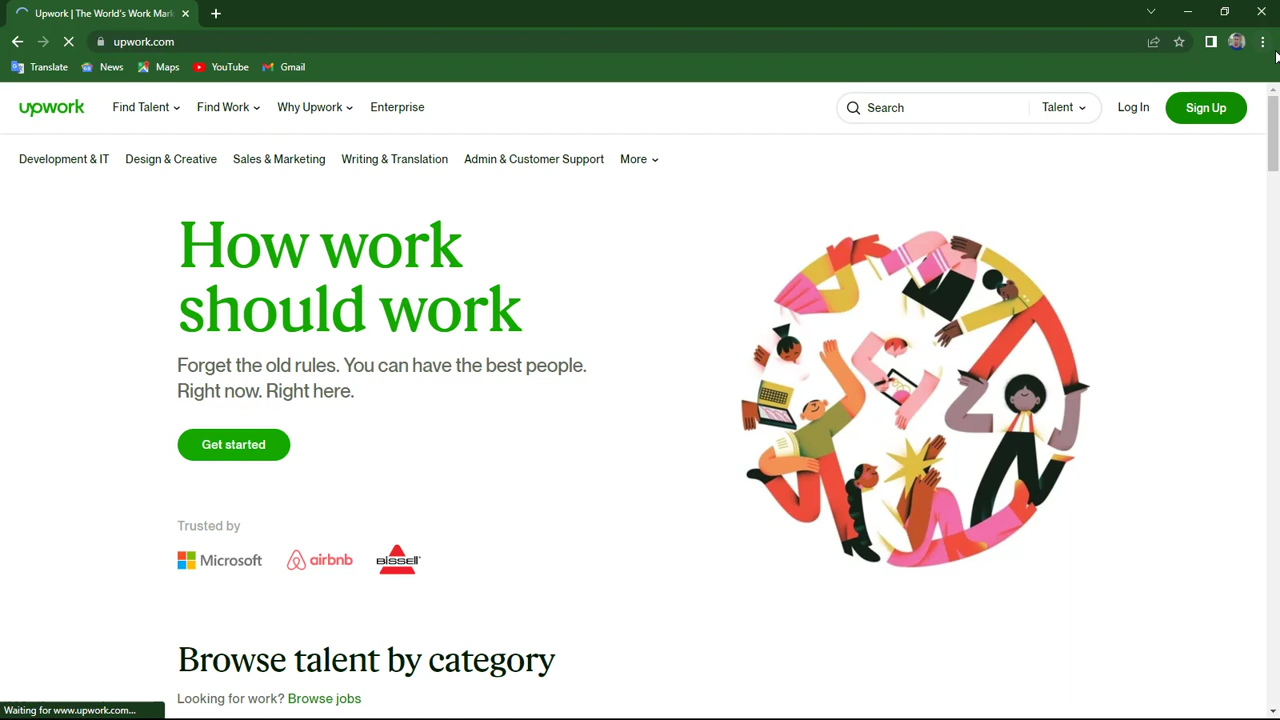 Upwork | The World's Work Mark
upwork.com
Translate
News
Maps
YouTube
Gmail
upwork
Find Talent
Find Work
Why Upwork
Enterprise
Search
Talent
Log In
Sign Up
Development & IT
Design & Creative
Sales & Marketing
Writing & Translation
Admin & Customer Support
More
How work
should work
Forget the old rules. You can have the best people.
Right now. Right here.
Get started
Trusted by
Microsoft
airbnb
BISSELL
Browse talent by category
Looking for work? Browse jobs
Waiting for www.upwork.com...